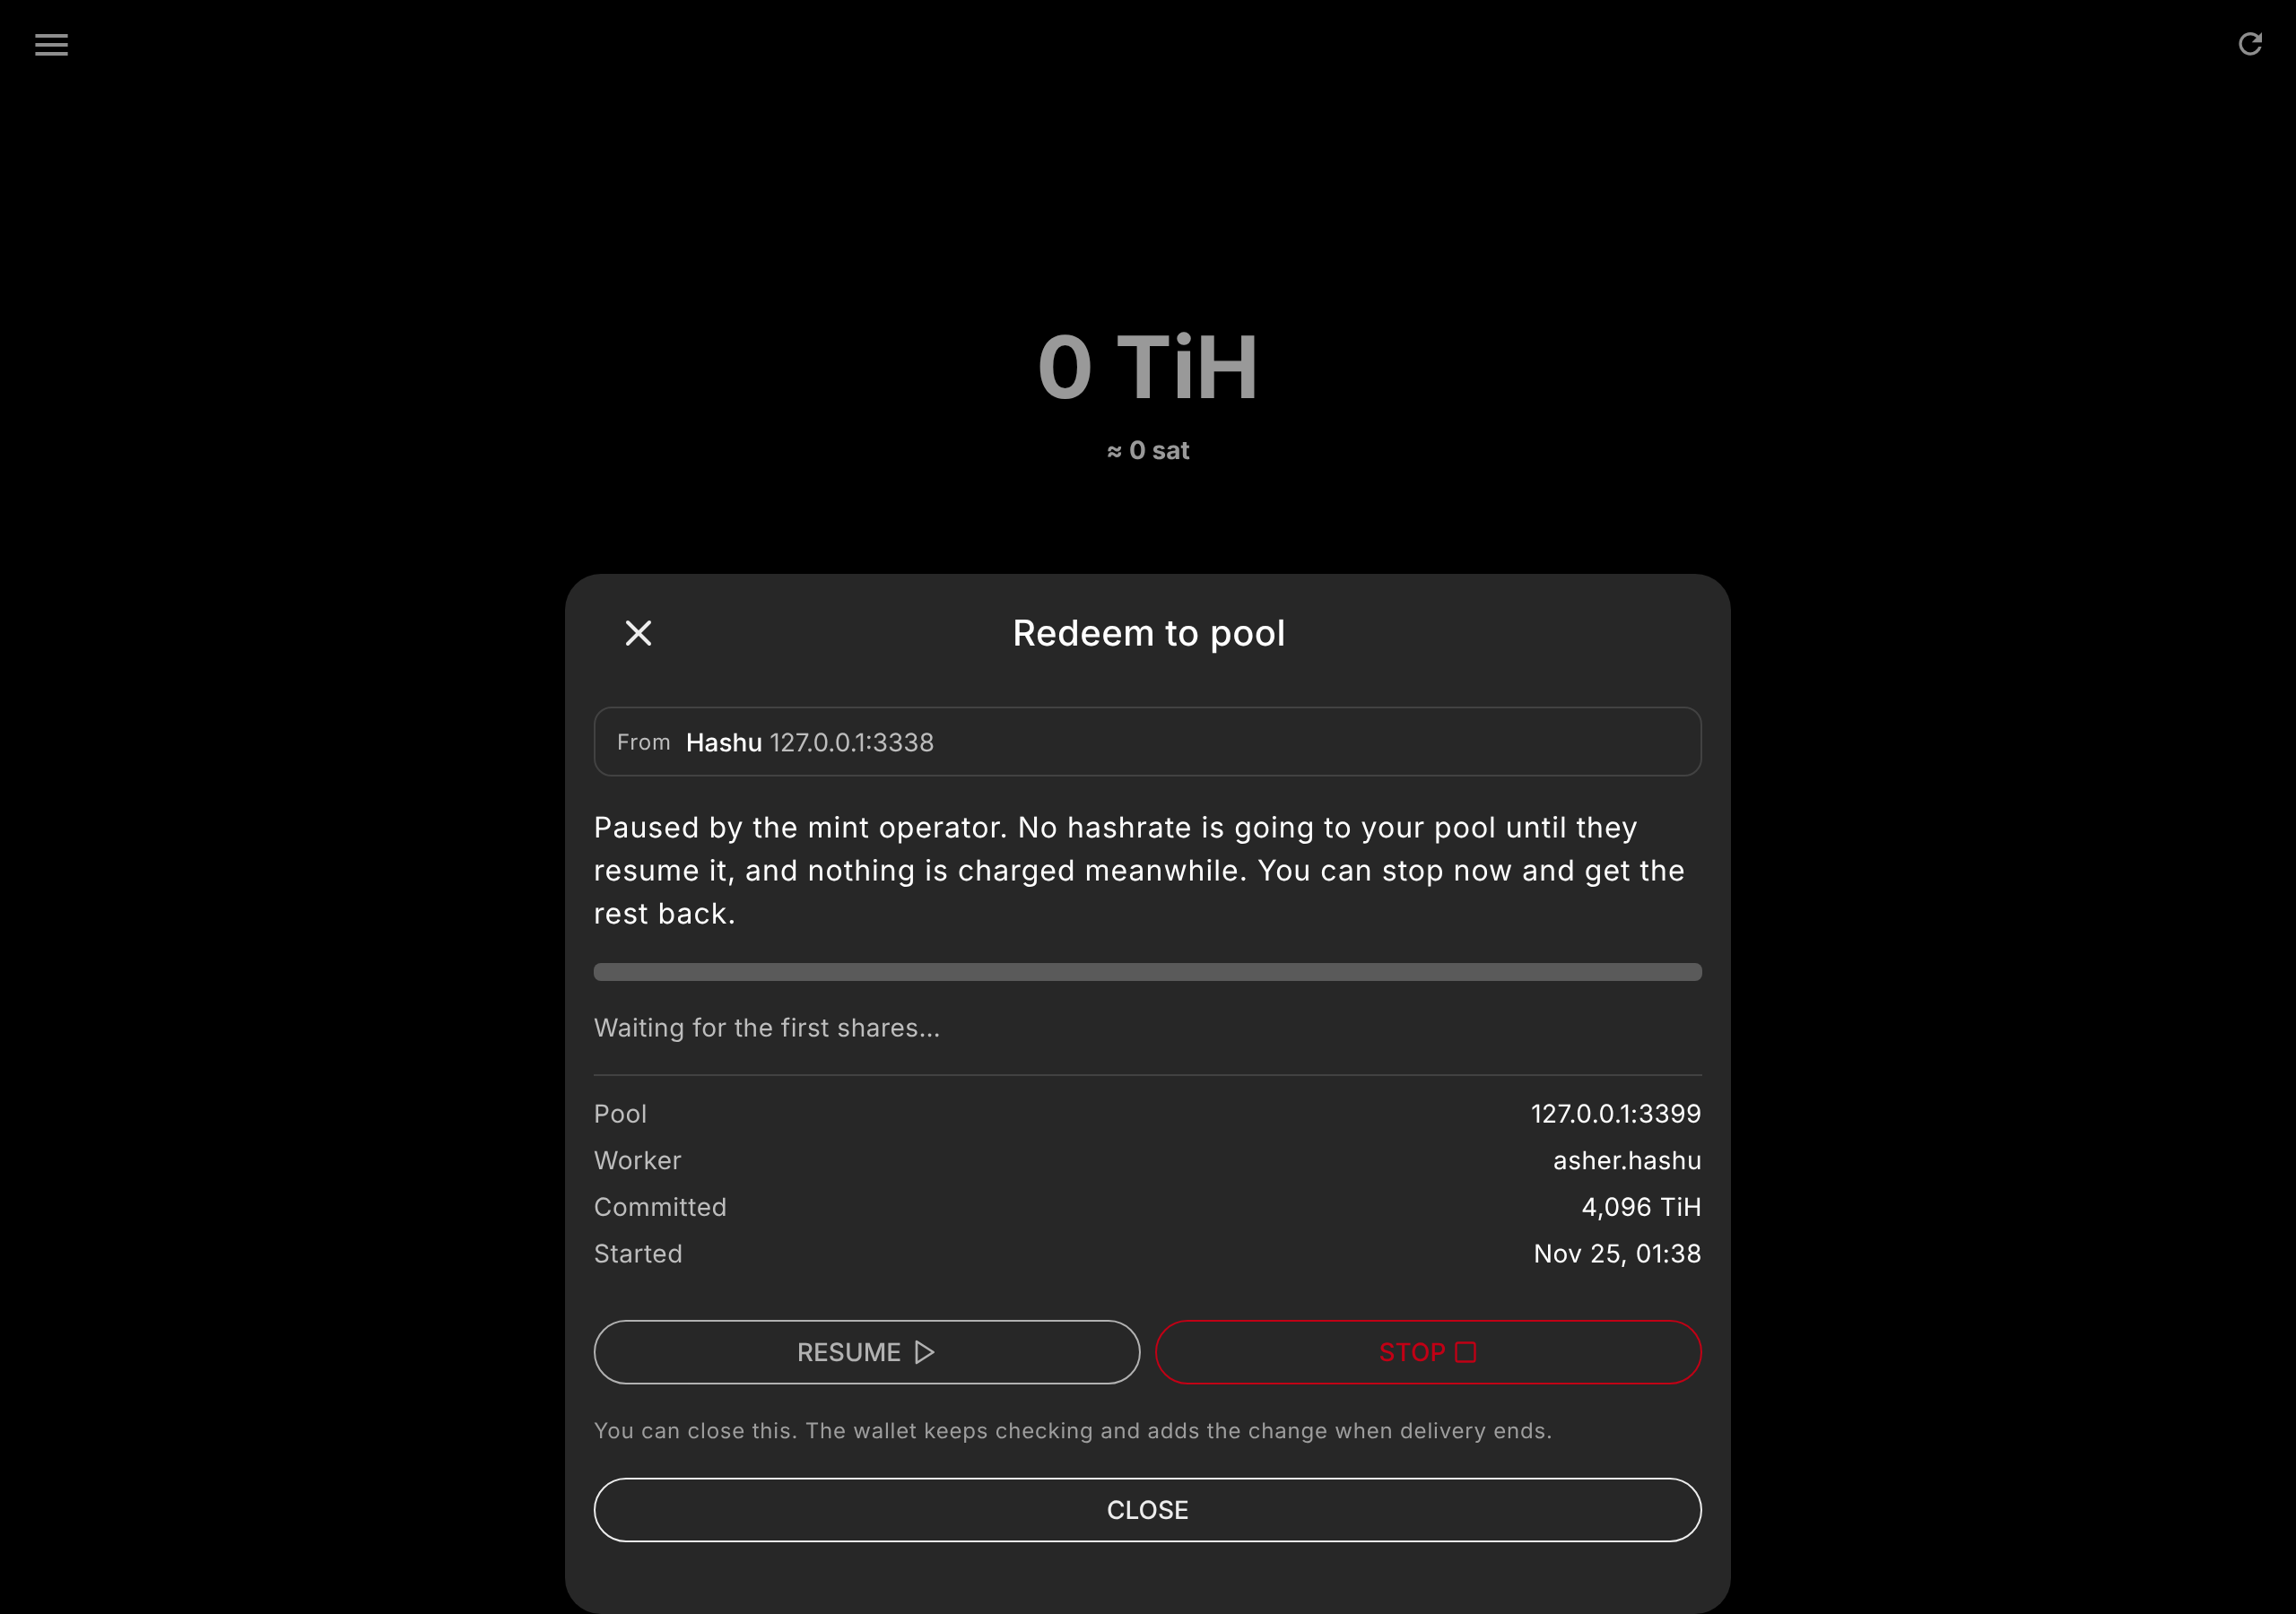 0 TiH
≈ 0 sat
Redeem to pool
From Hashu 127.0.0.1:3338
Paused by the mint operator. No hashrate is going to your pool until they
resume it, and nothing is charged meanwhile. You can stop now and get the
rest back.
Waiting for the first shares...
Pool 127.0.0.1:3399
Worker asher.hashu
Committed 4,096 TiH
Started Nov 25, 01:38
RESUME STOP
You can close this. The wallet keeps checking and adds the change when delivery ends.
CLOSE